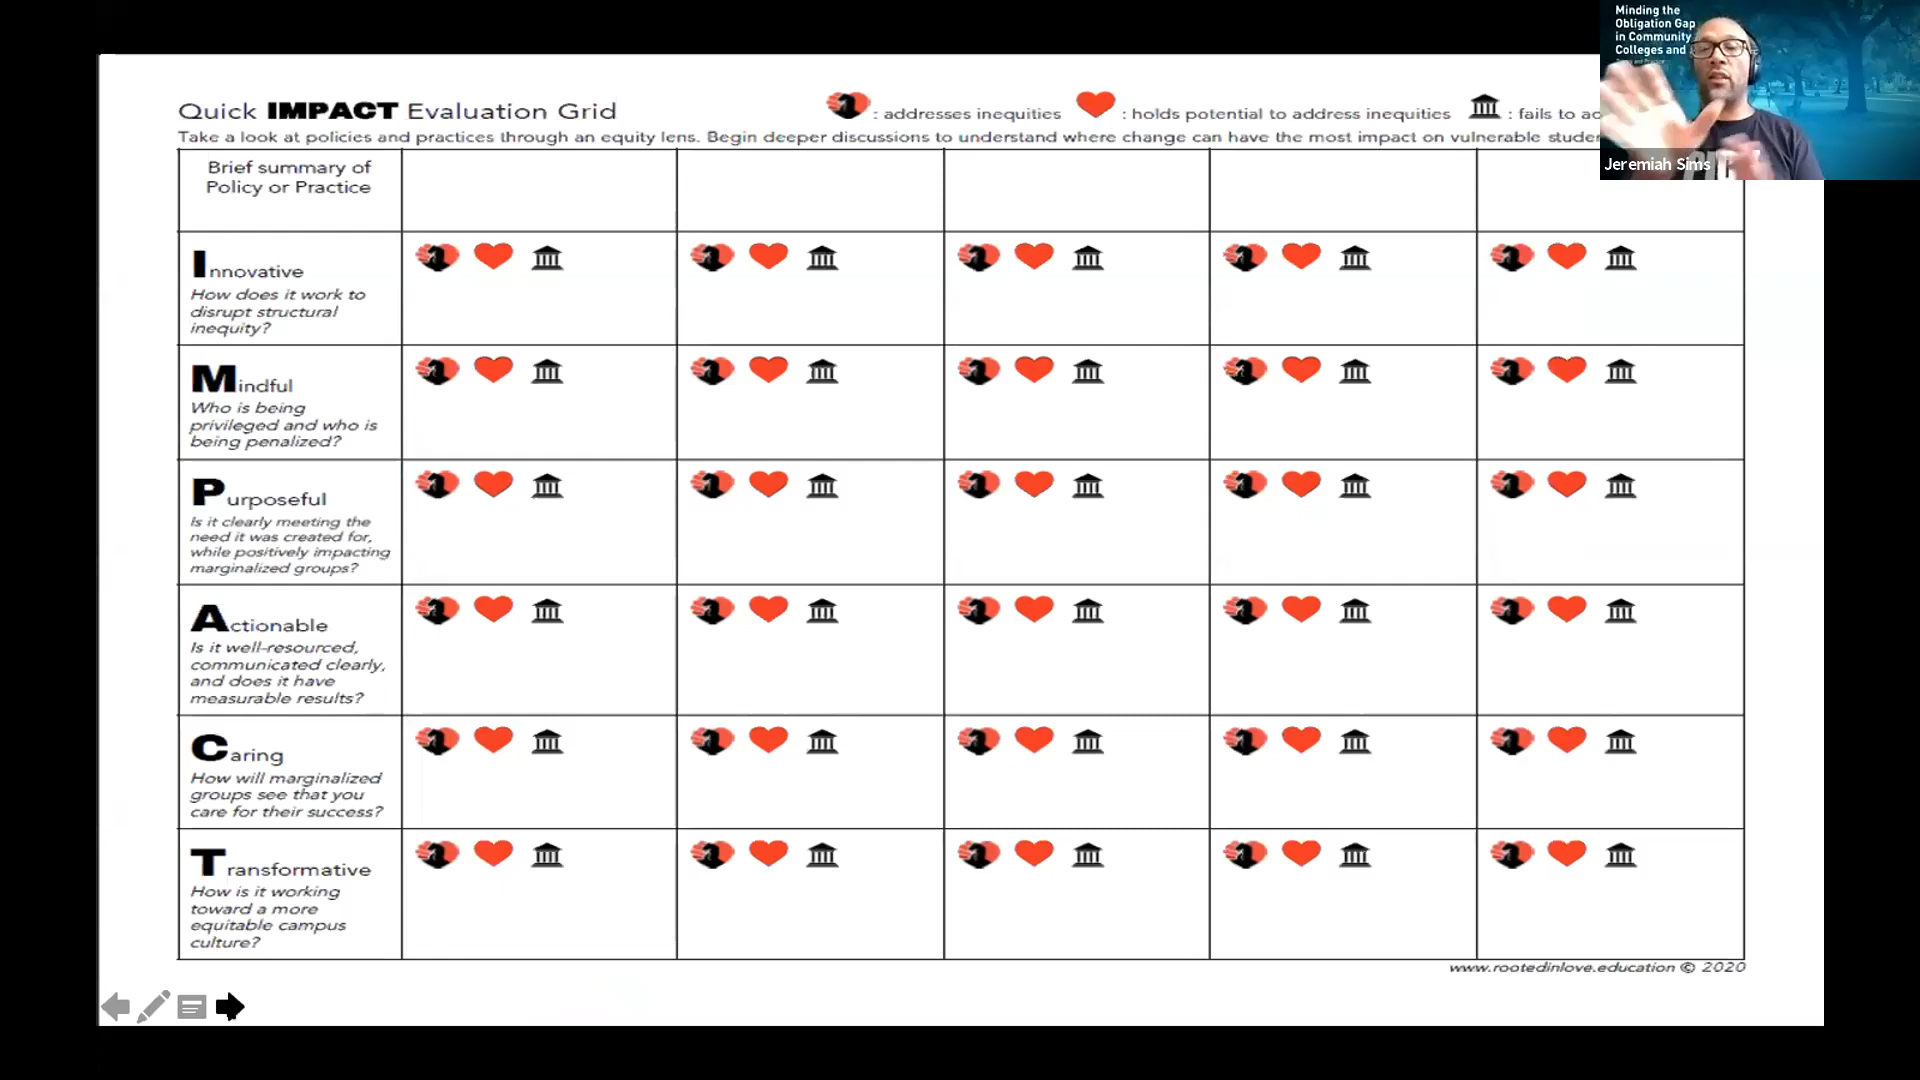 Minding the
Obligation Gap
in Community
Colleges and
Jeremiah Sims
Quick IMPACT Evaluation Grid
: addresses inequities : holds potential to address inequities : fails to
Take a look at policies and practices through an equity lens. Begin deeper discussions to understand where change can have the most impact on vulnerable
Brief summary of
Policy or Practice
Innovative
How does it work to
disrupt structural
inequity?
Mindful
Who is being
privileged and who is
being penalized?
Purposeful
Is it clearly meeting the
need it was created for,
while positively impacting
marginalized groups?
Actionable
Is it well-resourced,
communicated clearly,
and does it have
measurable results?
Caring
How will marginalized
groups see that you
care for their success?
Transformative
How is it working
toward a more
equitable campus
culture?
www.rootedinlove.education © 2020